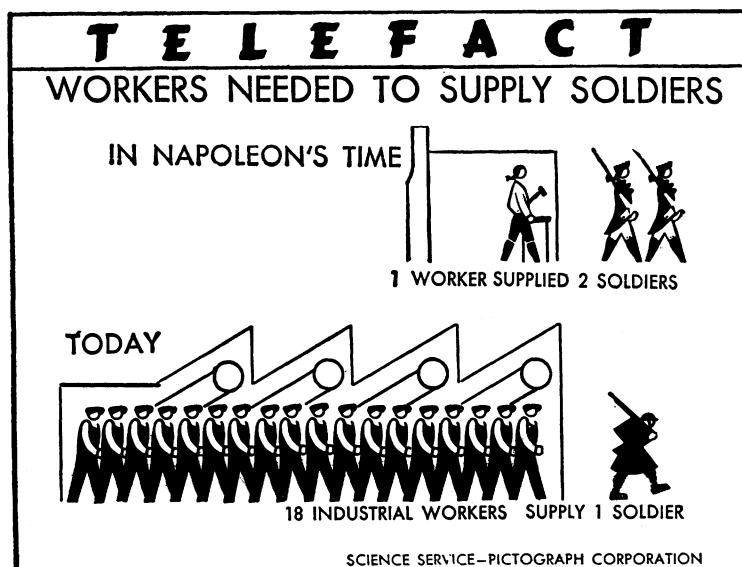 TELEFACT
WORKERS NEEDED TO SUPPLY SOLDIERS
IN NAPOLEON'S TIME
1 WORKER SUPPLIED 2 SOLDIERS
TODAY
18 INDUSTRIAL WORKERS SUPPLY 1 SOLDIER
SCIENCE SERVICE—PICTOGRAPH CORPORATION